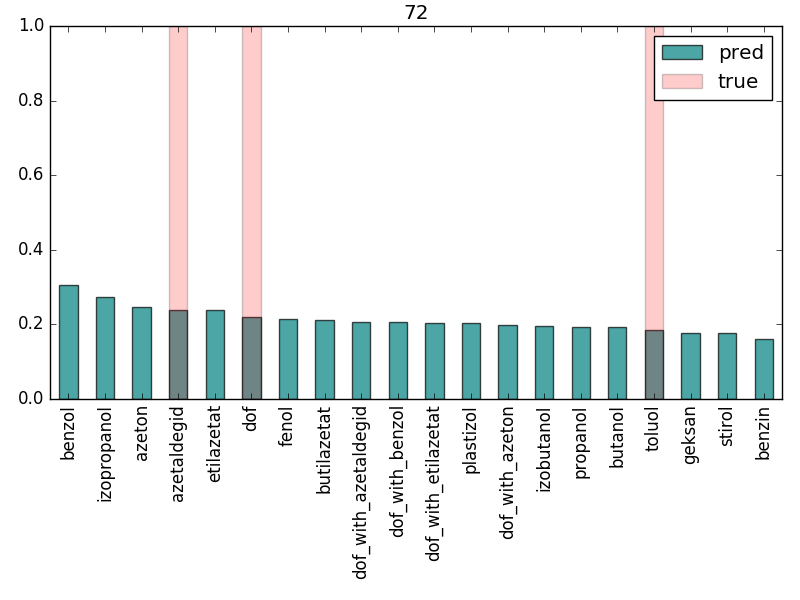 72
1.0
0.8
0.6
0.4
0.2
0.0
pred
true
benzol
izopropanol
azeton
azetaldegid
etilazetat
dof
fenol
butilazetat
dof_with_azetaldegid
dof_with_benzol
dof_with_etilazetat
plastizol
dof_with_azeton
izobutanol
propanol
butanol
toluol
geksan
stirol
benzin